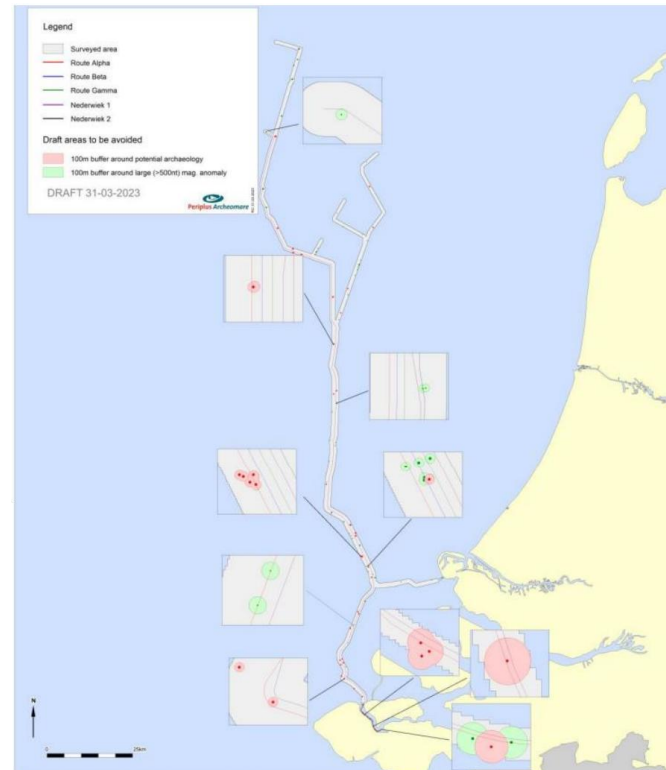 Legend
Surveyed area
Route Alpha
Route Beta
Route Gamma
Nederwiek 1
Nederwiek 2
Draft areas to be avoided
100m buffer around potential archaeology
100m buffer around large (>500nt) mag. anomaly
DRAFT 31-03-2023
Periplus Archeomare
N
0
25km